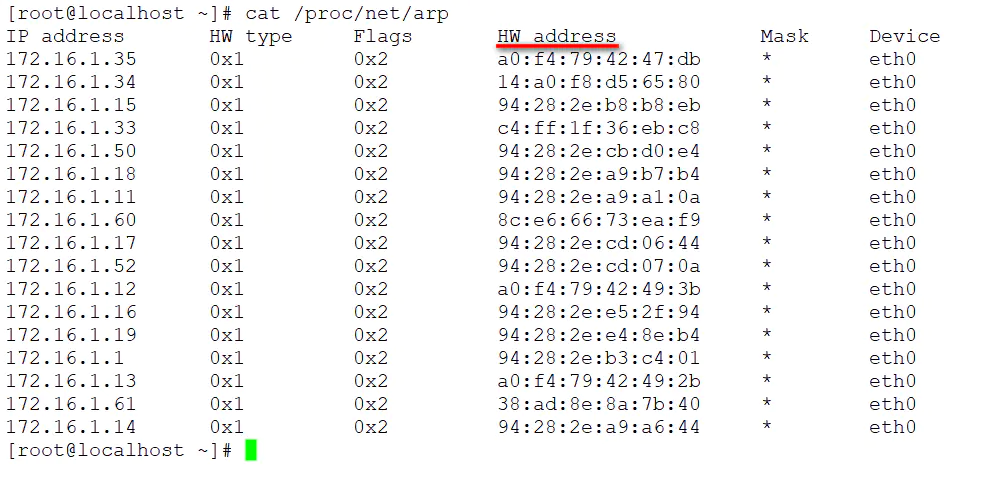 [root@localhost ~]# cat /proc/net/arp
IP address       HW type     Flags       HW address            Mask     Device
172.16.1.35      0x1         0x2         a0:f4:79:42:47:db     *        eth0
172.16.1.34      0x1         0x2         14:a0:f8:d5:65:80     *        eth0
172.16.1.15      0x1         0x2         94:28:2e:b8:b8:eb     *        eth0
172.16.1.33      0x1         0x2         c4:ff:1f:36:eb:c8     *        eth0
172.16.1.50      0x1         0x2         94:28:2e:cb:d0:e4     *        eth0
172.16.1.18      0x1         0x2         94:28:2e:a9:b7:b4     *        eth0
172.16.1.11      0x1         0x2         94:28:2e:a9:a1:0a     *        eth0
172.16.1.60      0x1         0x2         8c:e6:66:73:ea:f9     *        eth0
172.16.1.17      0x1         0x2         94:28:2e:cd:06:44     *        eth0
172.16.1.52      0x1         0x2         94:28:2e:cd:07:0a     *        eth0
172.16.1.12      0x1         0x2         a0:f4:79:42:49:3b     *        eth0
172.16.1.16      0x1         0x2         94:28:2e:e5:2f:94     *        eth0
172.16.1.19      0x1         0x2         94:28:2e:e4:8e:b4     *        eth0
172.16.1.1       0x1         0x2         94:28:2e:b3:c4:01     *        eth0
172.16.1.13      0x1         0x2         a0:f4:79:42:49:2b     *        eth0
172.16.1.61      0x1         0x2         38:ad:8e:8a:7b:40     *        eth0
172.16.1.14      0x1         0x2         94:28:2e:a9:a6:44     *        eth0
[root@localhost ~]#